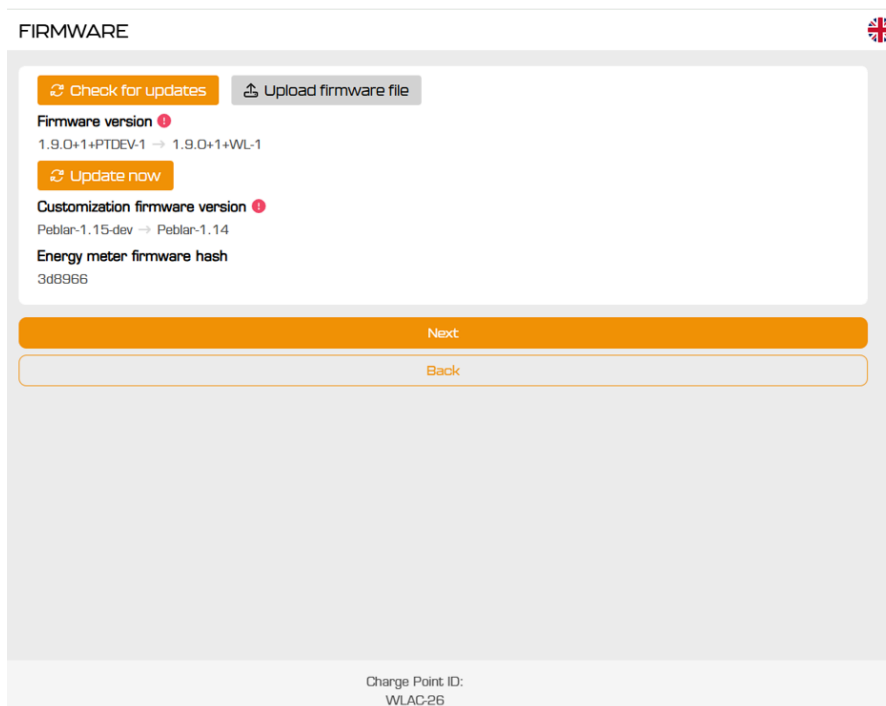 FIRMWARE
Check for updates
Upload firmware file
Firmware version !
1.9.0+1+PTDEV-1 → 1.9.0+1+WL-1
Update now
Customization firmware version !
Peblar-1.15-dev → Peblar-1.14
Energy meter firmware hash
3d8966
Next
Back
Charge Point ID:
WLAC-26